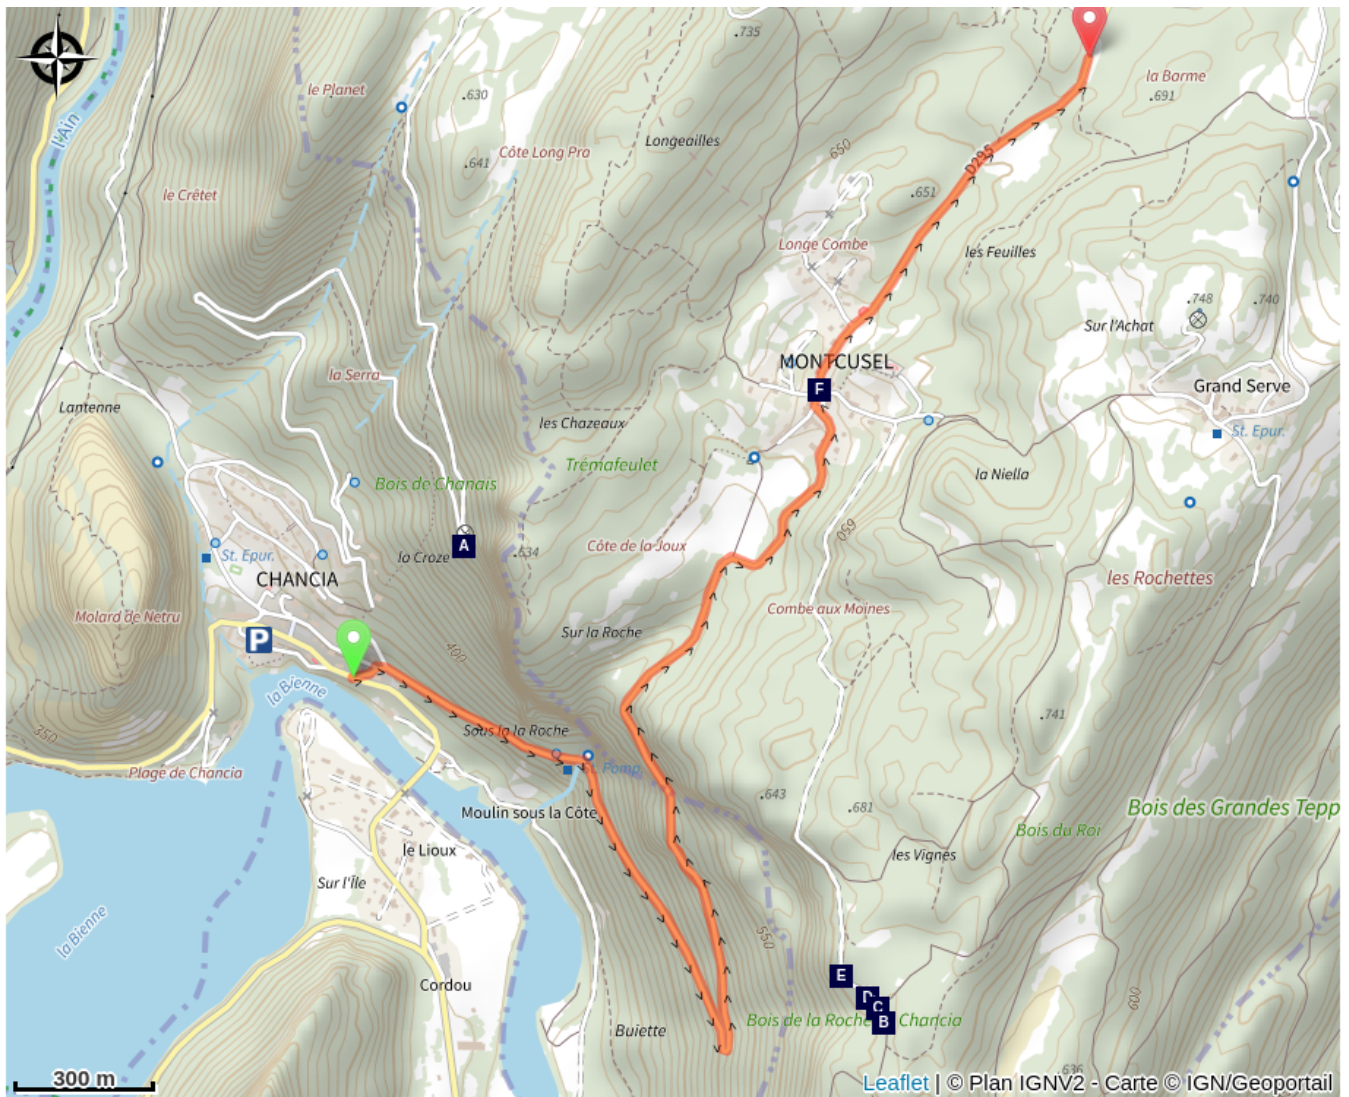 .735
le Planet
.630
la Barme
.691
l'Ain
Longeailles
650
Côte Long Pra
.641
D295
le Crêtet
.651
Longe Combe
les Feuilles
.748
.740
Sur l'Achat
MONTCUSEL
la Serra
Grand Serve
F
Lantenne
les Chazeaux
St. Epur.
Trémafeulet
la Niella
Bois de Chanais
650
A
Côte de la Joux
St. Epur.
la Croze
.634
CHANCIA
les Rochettes
Combe aux Moines
Molard de Netru
Sur la Roche
P
400
la Bienne
.741
350
Sous la la Roche
Plage de Chancia
St. Pomp.
.643
.681
Bois des Grandes Tepp
Moulin sous la Côte
Bois du Roi
le Lioux
les Vignes
Sur l'Île
la Bienne
550
E
Cordou
D
600
C
Bois de la Roche Chancia
B
Buiette
.636
300 m
Leaflet | © Plan IGNV2 - Carte © IGN/Geoportail